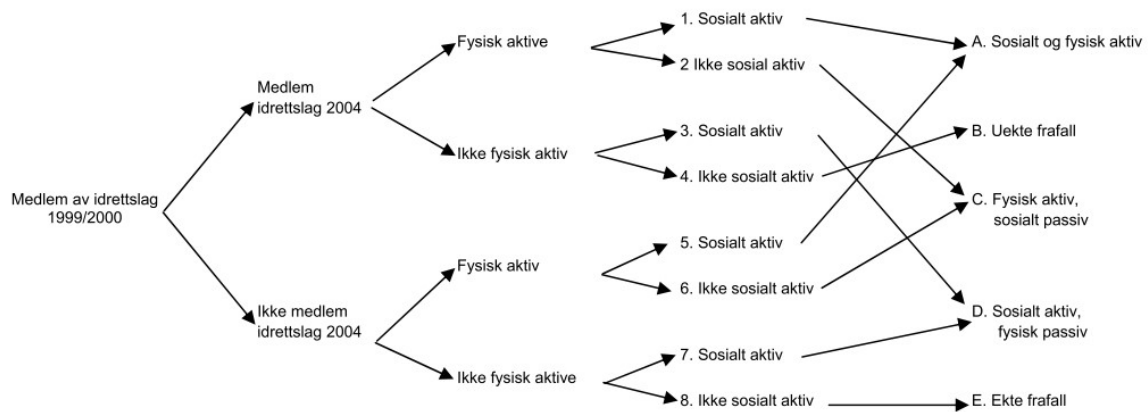 Medlem av idrettslag
1999/2000
Medlem
idrettslag 2004
Ikke medlem
idrettslag 2004
Fysisk aktive
Ikke fysisk aktiv
Fysisk aktiv
Ikke fysisk aktive
1. Sosialt aktiv
2 Ikke sosial aktiv
3. Sosialt aktiv
4. Ikke sosialt aktiv
5. Sosialt aktiv
6. Ikke sosialt aktiv
7. Sosialt aktiv
8. Ikke sosialt aktiv
A. Sosialt og fysisk aktiv
B. Uekte frafall
C. Fysisk aktiv,
sosialt passiv
D. Sosialt aktiv,
fysisk passiv
E. Ekte frafall